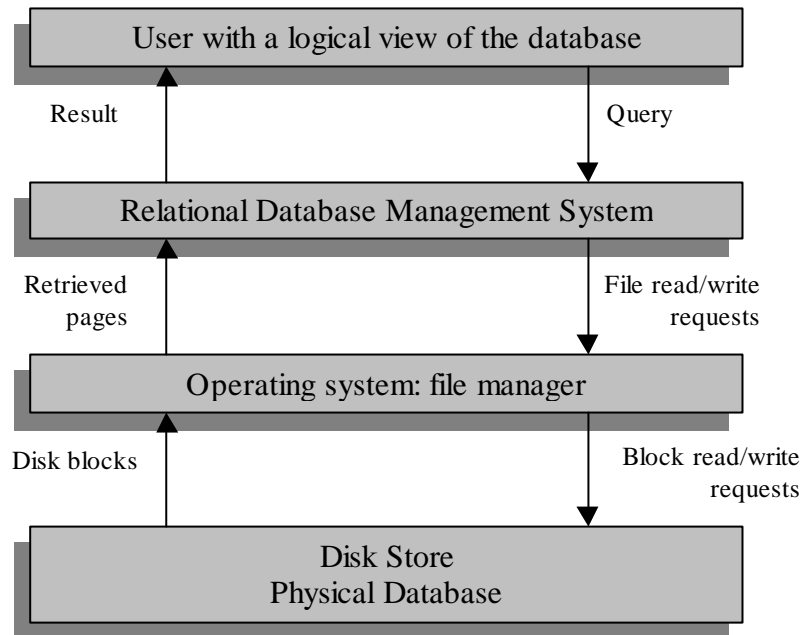 User with a logical view of the database
Result
Query
Relational Database Management System
Retrieved
pages
File read/write
requests
Operating system: file manager
Disk blocks
Block read/write
requests
Disk Store
Physical Database